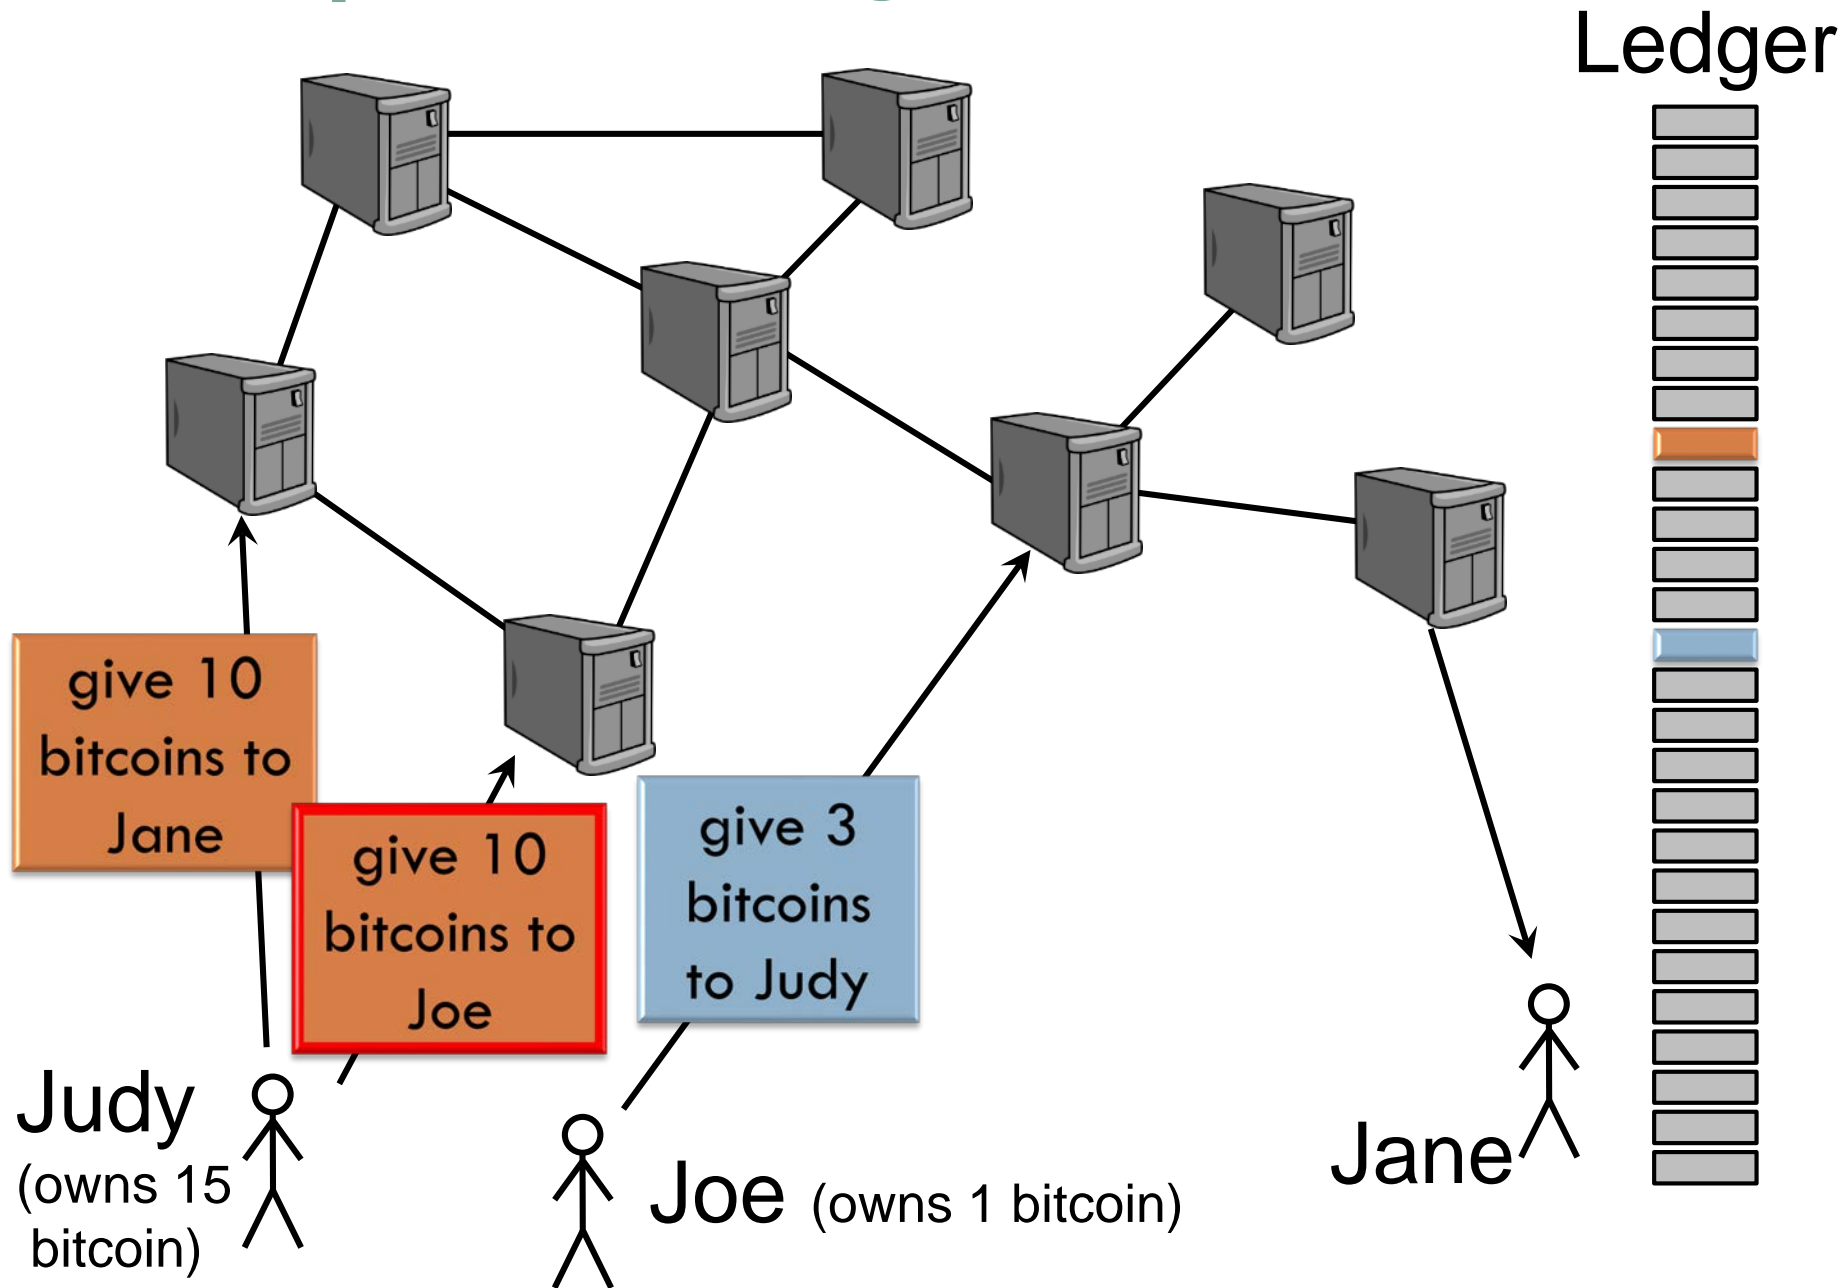 Ledger
give 10
bitcoins to
Jane
give 10
bitcoins to
Joe
give 3
bitcoins
to Judy
Judy
(owns 15
bitcoin)
Joe (owns 1 bitcoin)
Jane